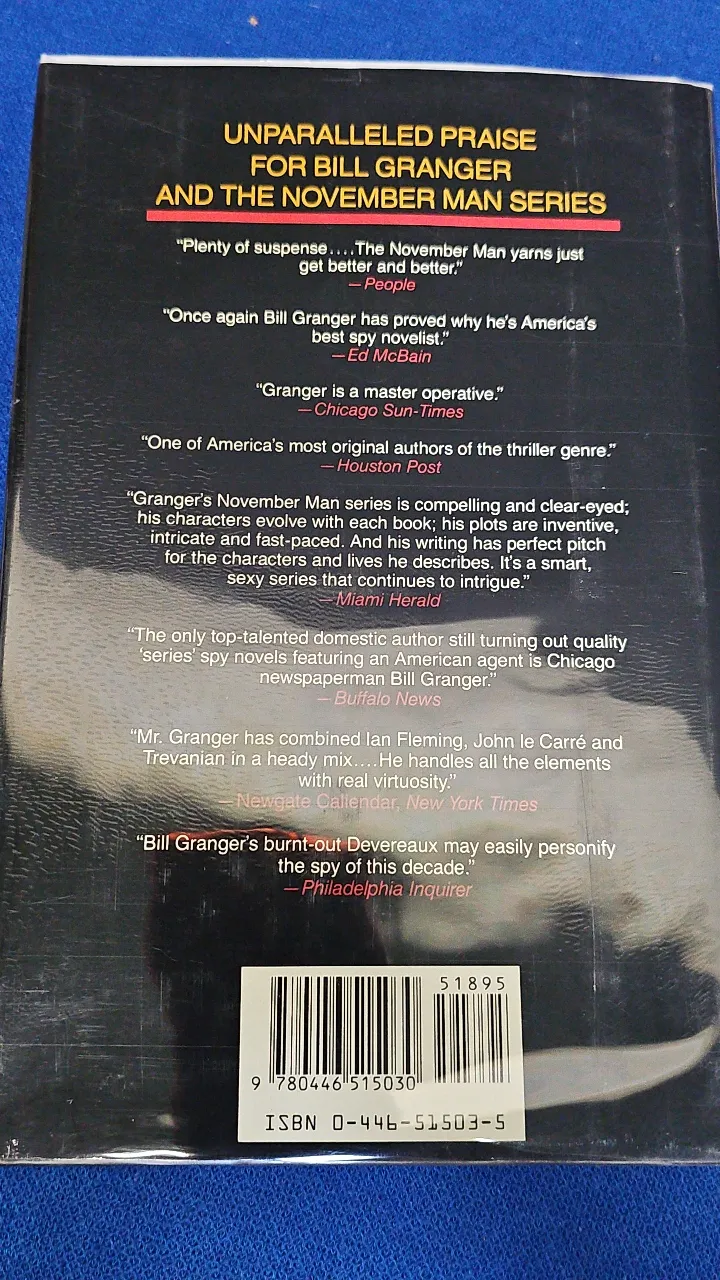 UNPARALLELED PRAISE
FOR BILL GRANGER
AND THE NOVEMBER MAN SERIES
“Plenty of suspense....The November Man yarns just
get better and better.”
—People
“Once again Bill Granger has proved why he's America's
best spy novelist.”
—Ed McBain
“Granger is a master operative.”
—Chicago Sun-Times
“One of America's most original authors of the thriller genre.”
—Houston Post
“Granger's November Man series is compelling and clear-eyed;
his characters evolve with each book; his plots are inventive,
intricate and fast-paced. And his writing has perfect pitch
for the characters and lives he describes. It's a smart,
sexy series that continues to intrigue.”
—Miami Herald
“The only top-talented domestic author still turning out quality
‘series’ spy novels featuring an American agent is Chicago
newspaperman Bill Granger.”
—Buffalo News
“Mr. Granger has combined Ian Fleming, John le Carré and
Trevanian in a heady mix....He handles all the elements
with real virtuosity.”
—Newgate Callendar, New York Times
“Bill Granger's burnt-out Devereaux may easily personify
the spy of this decade.”
—Philadelphia Inquirer
51895
9 780446 515030
ISBN 0-446-51503-5